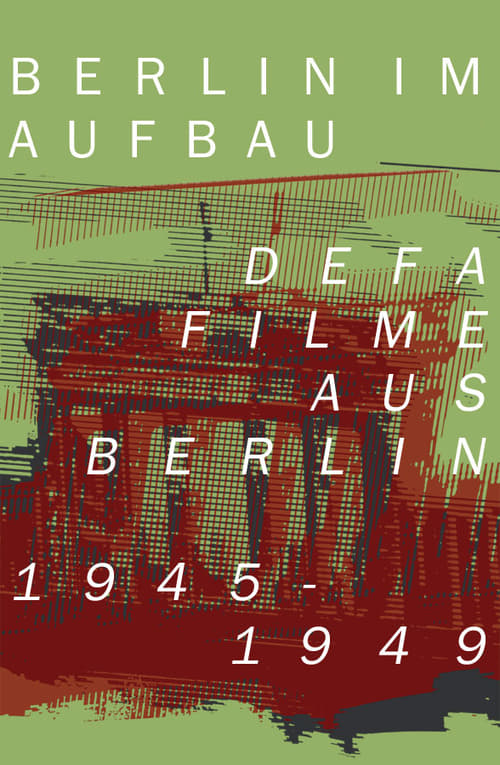 BERLIN IM
AUFBAU
DEFA
FILME
AUS
BERLIN
1945-
1949